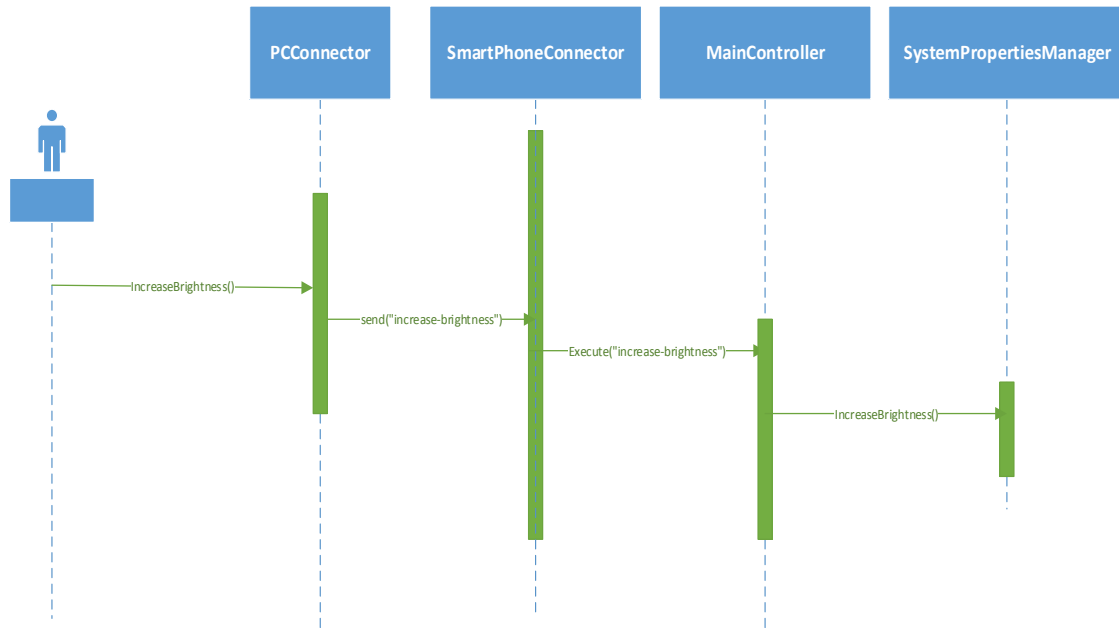 PCConnector
SmartPhoneConnector
MainController
SystemPropertiesManager
IncreaseBrightness()
send("increase-brightness")
Execute("increase-brightness")
IncreaseBrightness()